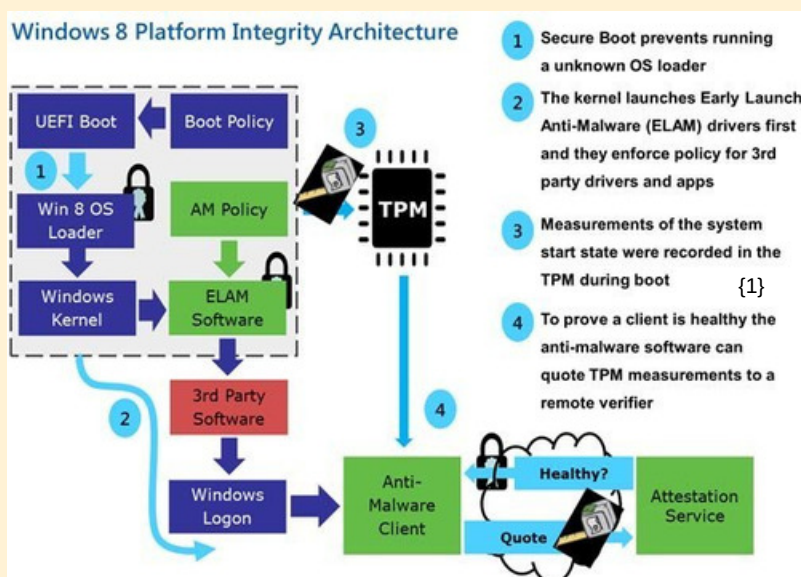 Windows 8 Platform Integrity Architecture
UEFI Boot
Boot Policy
1
Win 8 OS
Loader
AM Policy
Windows
Kernel
ELAM
Software
3
TPM
2
3rd Party
Software
Windows
Logon
4
Anti-
Malware
Client
Healthy?
Quote
Attestation
Service
1
Secure Boot prevents running
a unknown OS loader
2
The kernel launches Early Launch
Anti-Malware (ELAM) drivers first
and they enforce policy for 3rd
party drivers and apps
3
Measurements of the system
start state were recorded in the
TPM during boot
{1}
4
To prove a client is healthy the
anti-malware software can
quote TPM measurements to a
remote verifier